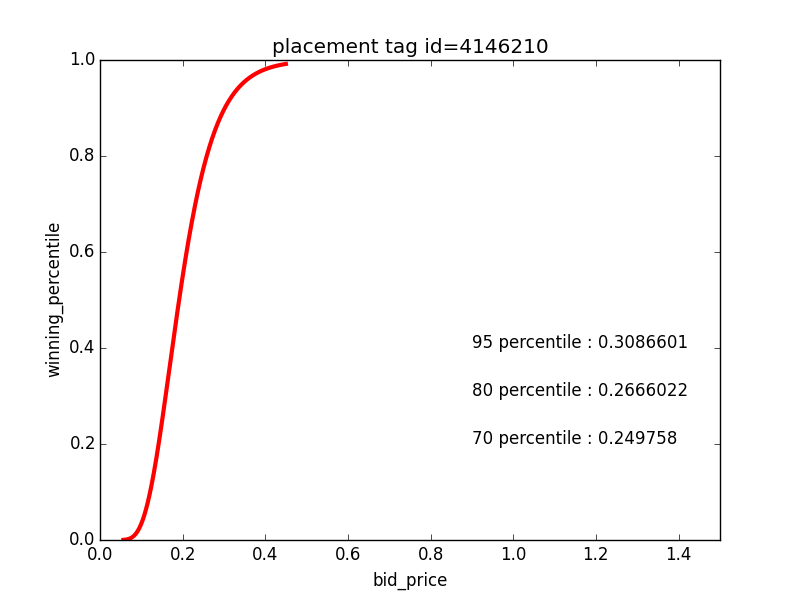 placement tag id=4146210
1.0
0.8
0.6
0.4
0.2
0.0
winning_percentile
95 percentile : 0.3086601
80 percentile : 0.2666022
70 percentile : 0.249758
0.0 0.2 0.4 0.6 0.8 1.0 1.2 1.4
bid_price